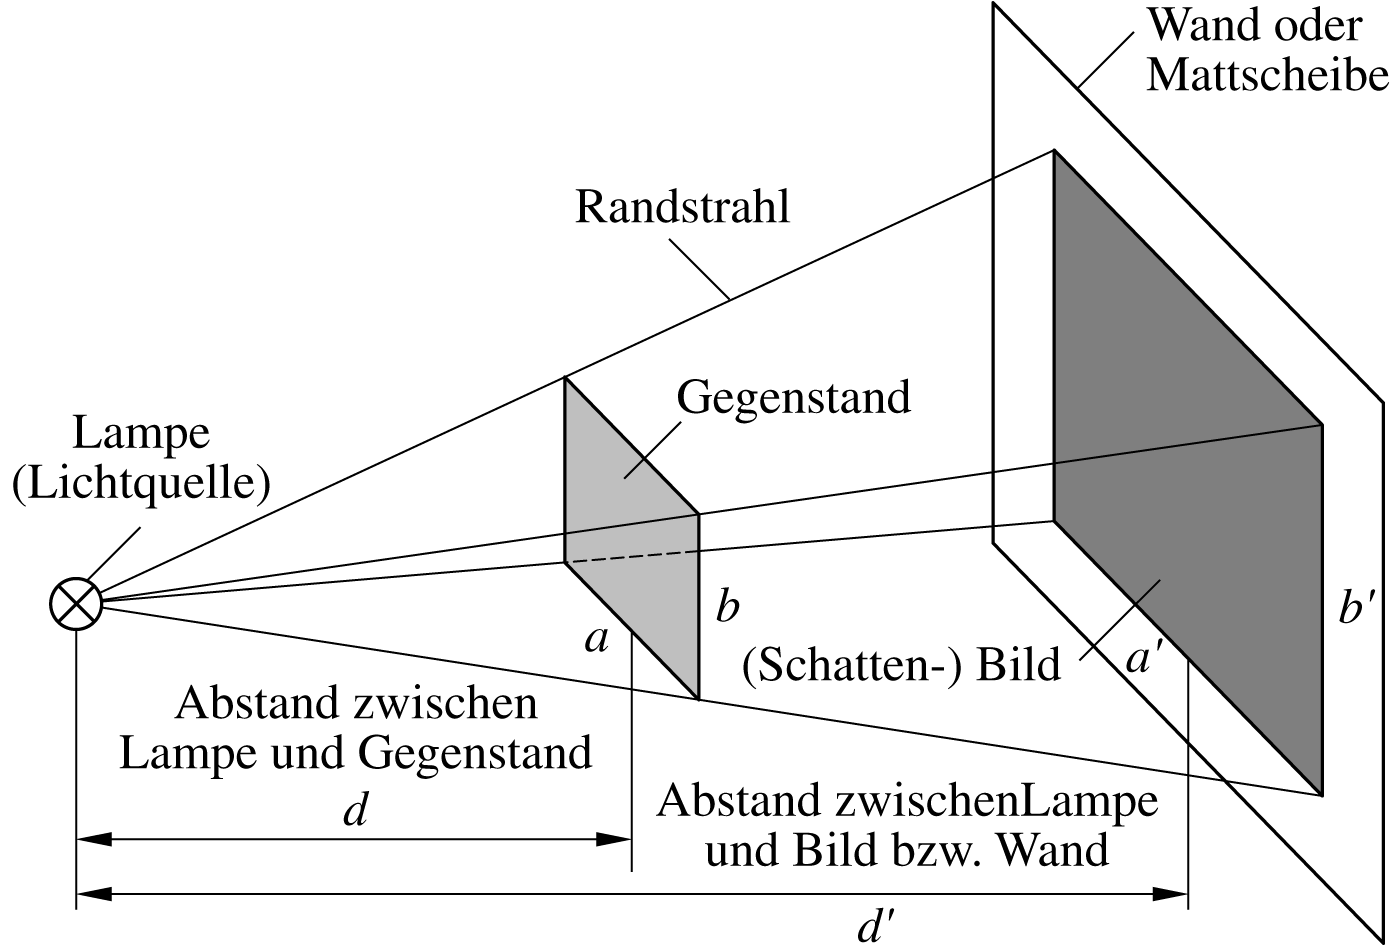 Wand oder
Mattscheibe
Randstrahl
Gegenstand
Lampe
(Lichtquelle)
b
b′
a
(Schatten-) Bild
a′
Abstand zwischen
Lampe und Gegenstand
d
Abstand zwischenLampe
und Bild bzw. Wand
d′